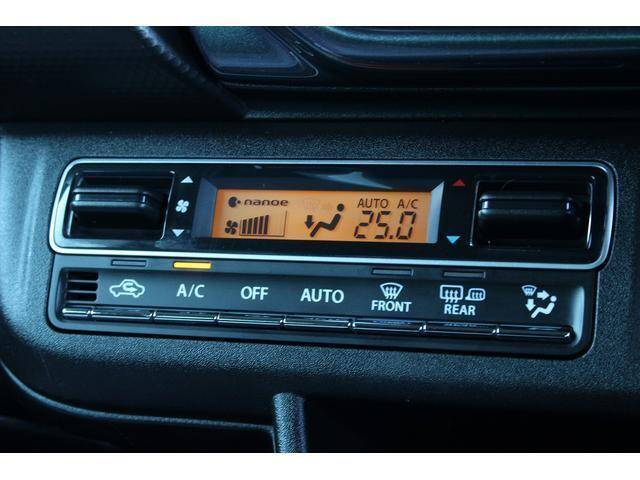 nanoe
AUTO A/C
25.0
A/C OFF AUTO FRONT REAR